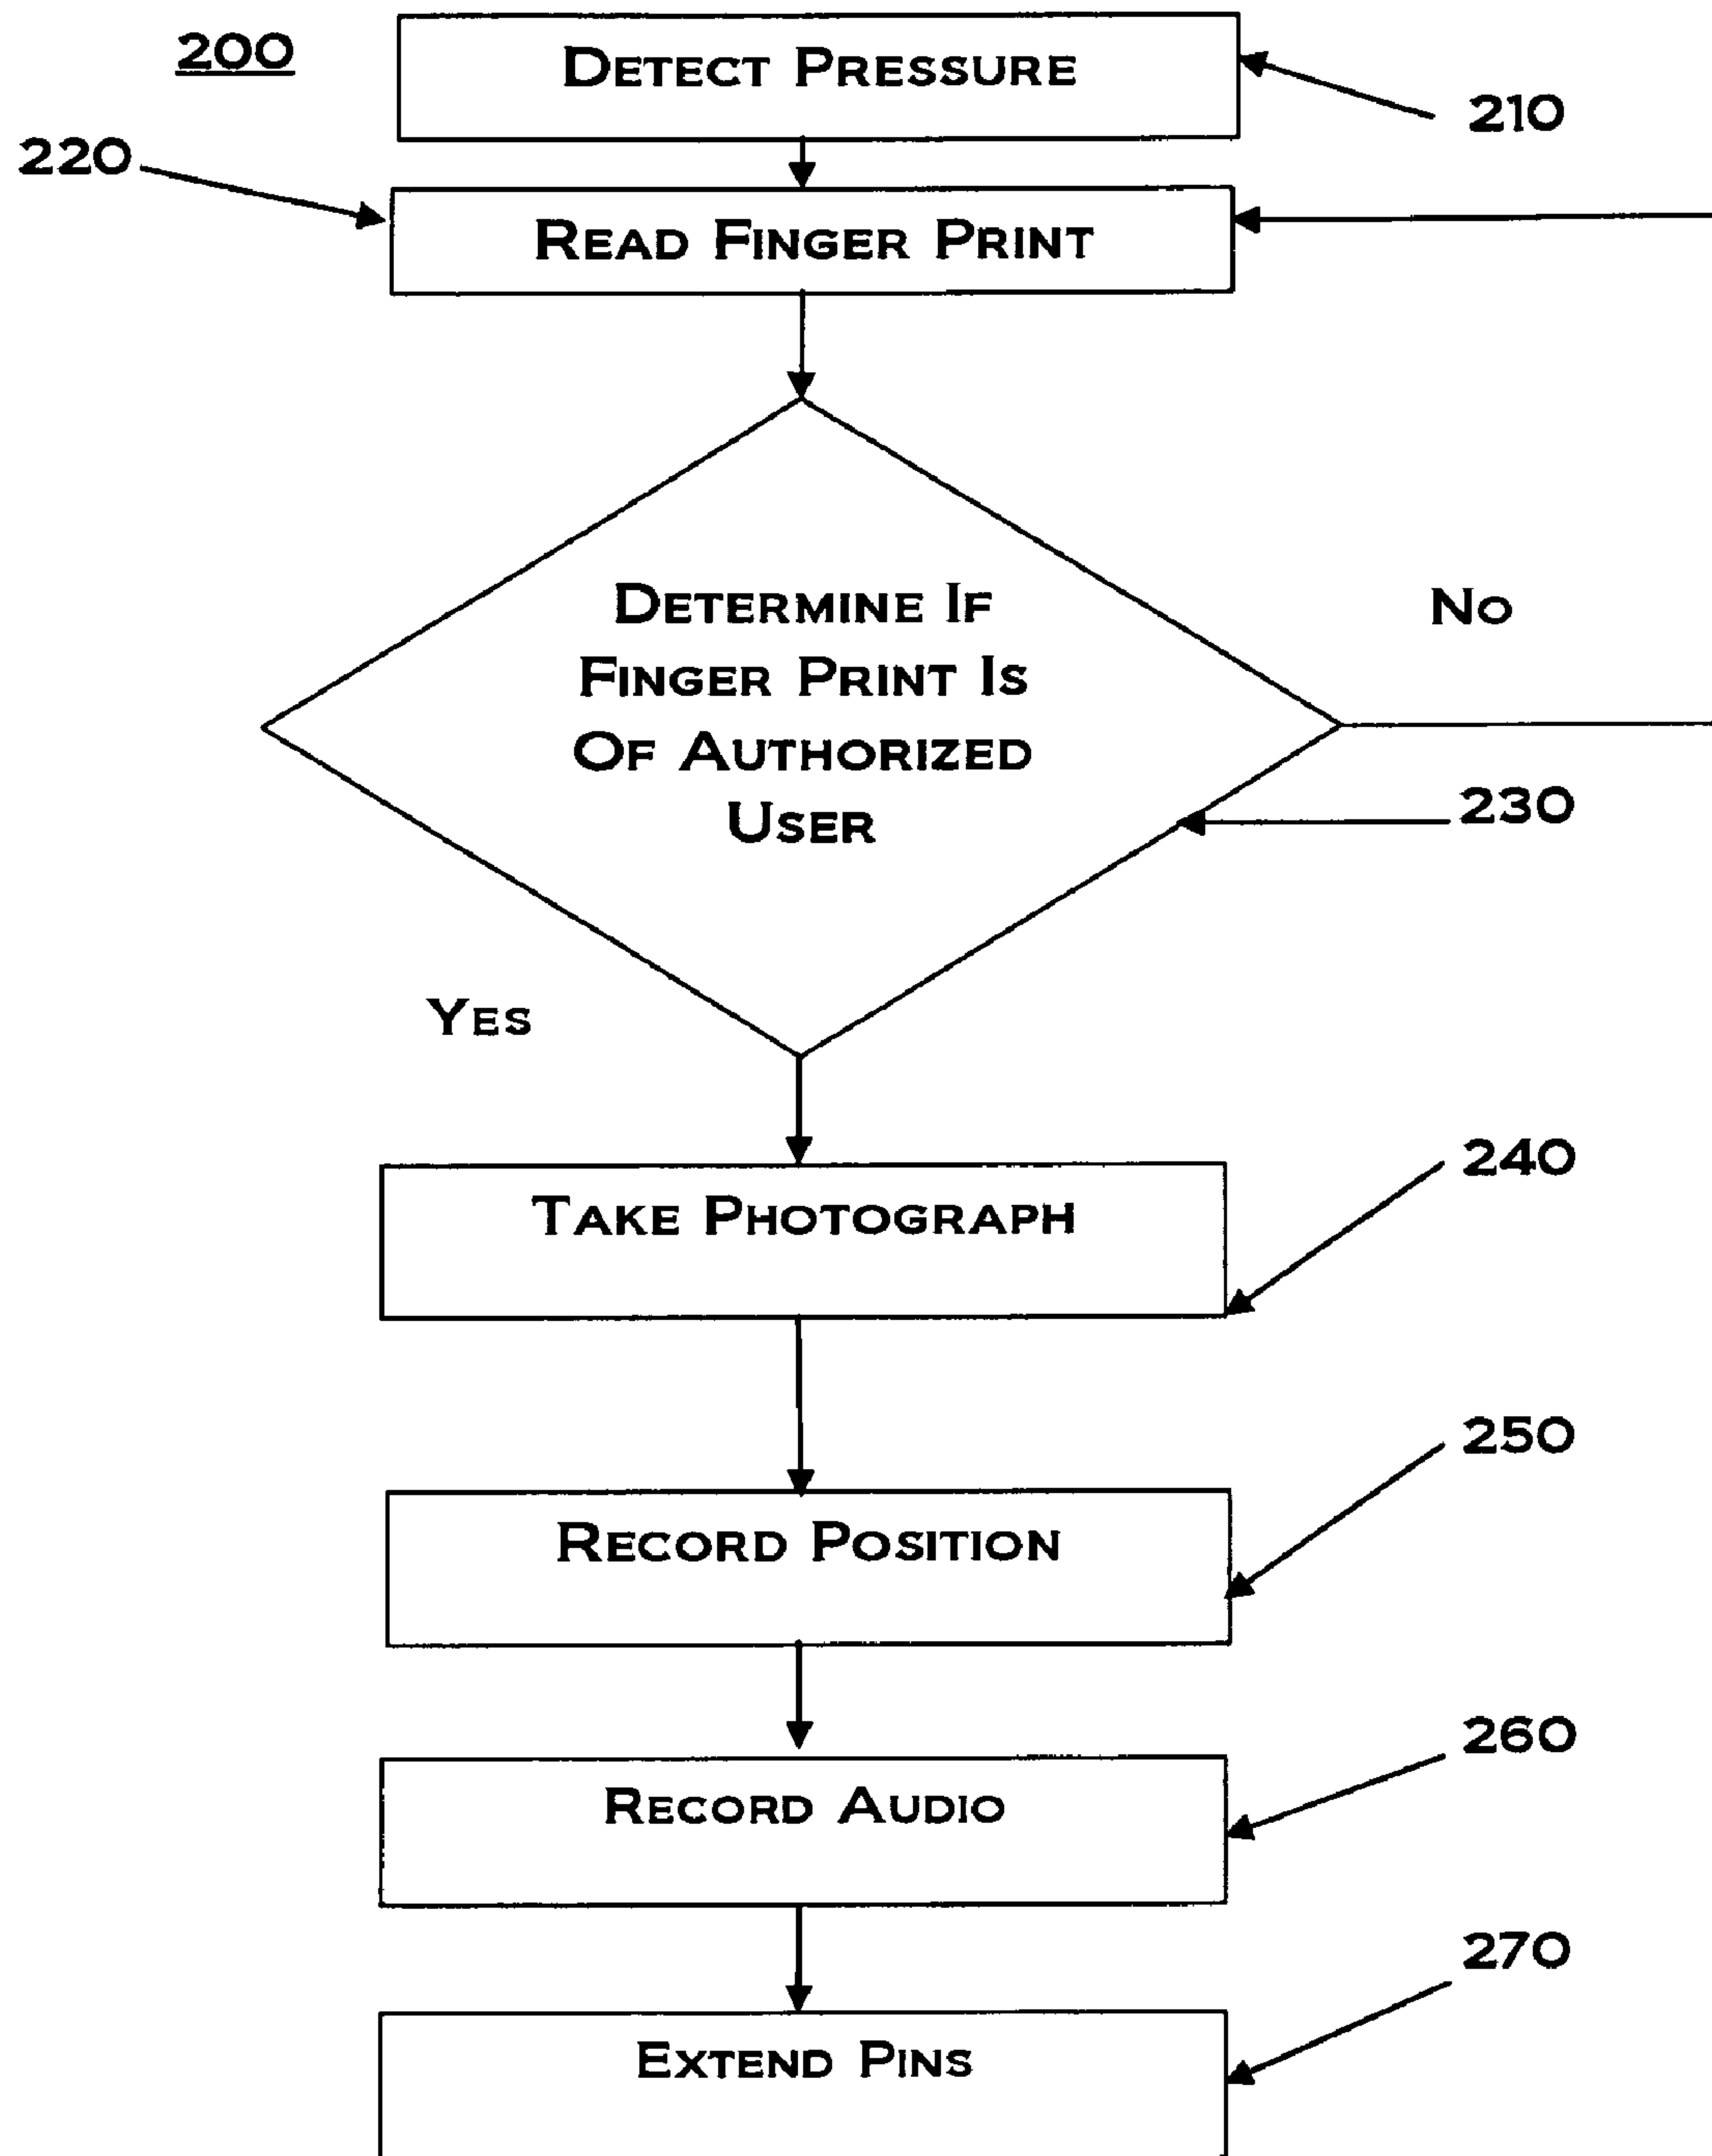 200
DETECT PRESSURE
210
220
READ FINGER PRINT
DETERMINE IF
FINGER PRINT IS
OF AUTHORIZED
USER
NO
230
YES
TAKE PHOTOGRAPH
240
RECORD POSITION
250
RECORD AUDIO
260
EXTEND PINS
270